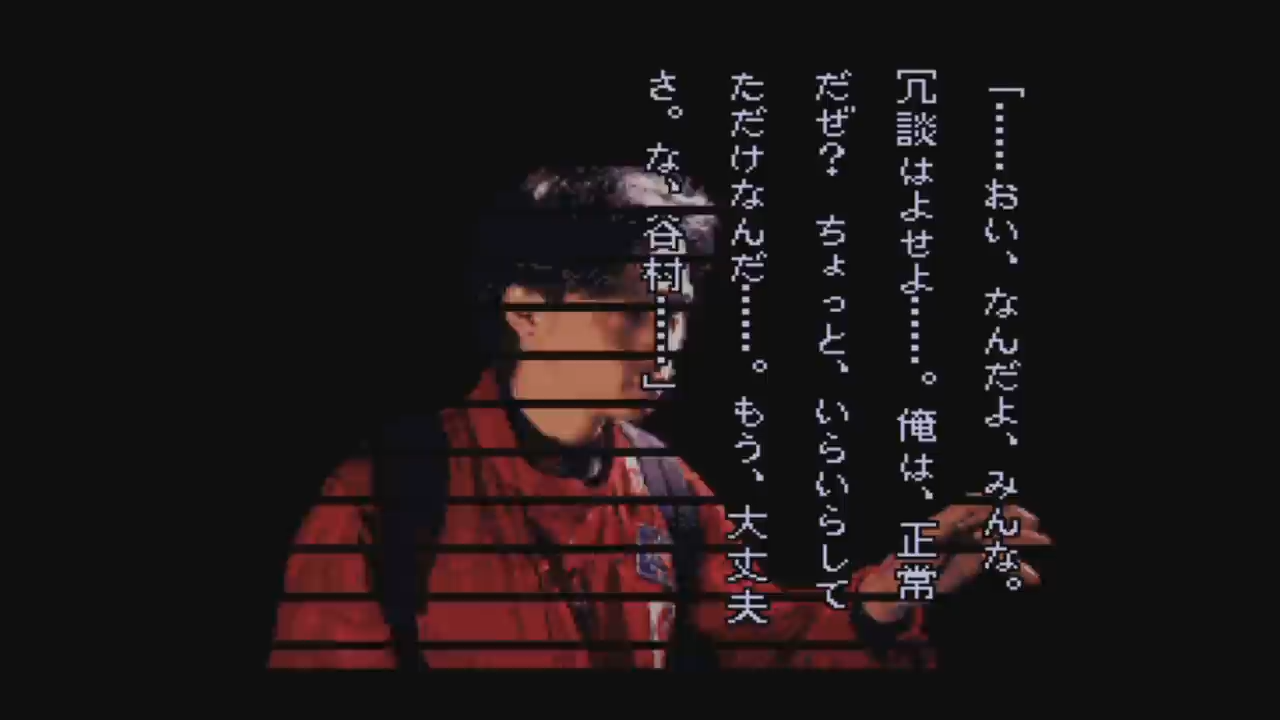 「……おい、なんだよ、みんな。
冗談はよせよ……。俺は、正常
だぜ？　ちょっと、いらいらして
ただけなんだ……。もう、大丈夫
さ。な、谷村……」